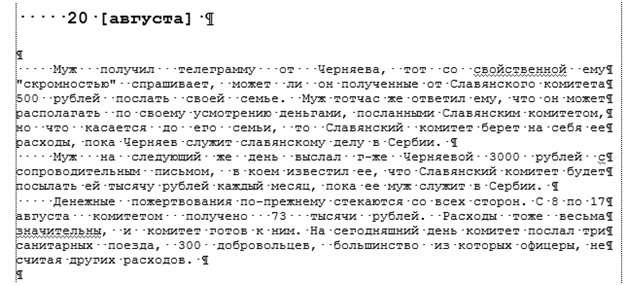 20 [августа]
Муж получил телеграмму от Черняева, тот со свойственной ему
"скромностью" спрашивает, может ли он полученные от Славянского комитета
500 рублей послать своей семье. Муж тотчас же ответил ему, что он может
располагать по своему усмотрению деньгами, посланными Славянским комитетом,
но что касается до его семьи, то Славянский комитет берет на себя ее
расходы, пока Черняев служит славянскому делу в Сербии.
Муж на следующий же день выслал г-же Черняевой 3000 рублей с
сопроводительным письмом, в коем известил ее, что Славянский комитет будет
посылать ей тысячу рублей каждый месяц, пока ее муж служит в Сербии.
Денежные пожертвования по-прежнему стекаются со всех сторон. С 8 по 17
августа комитетом получено 73 тысячи рублей. Расходы тоже весьма
значительны, и комитет готов к ним. На сегодняшний день комитет послал три
санитарных поезда, 300 добровольцев, большинство из которых офицеры, не
считая других расходов.